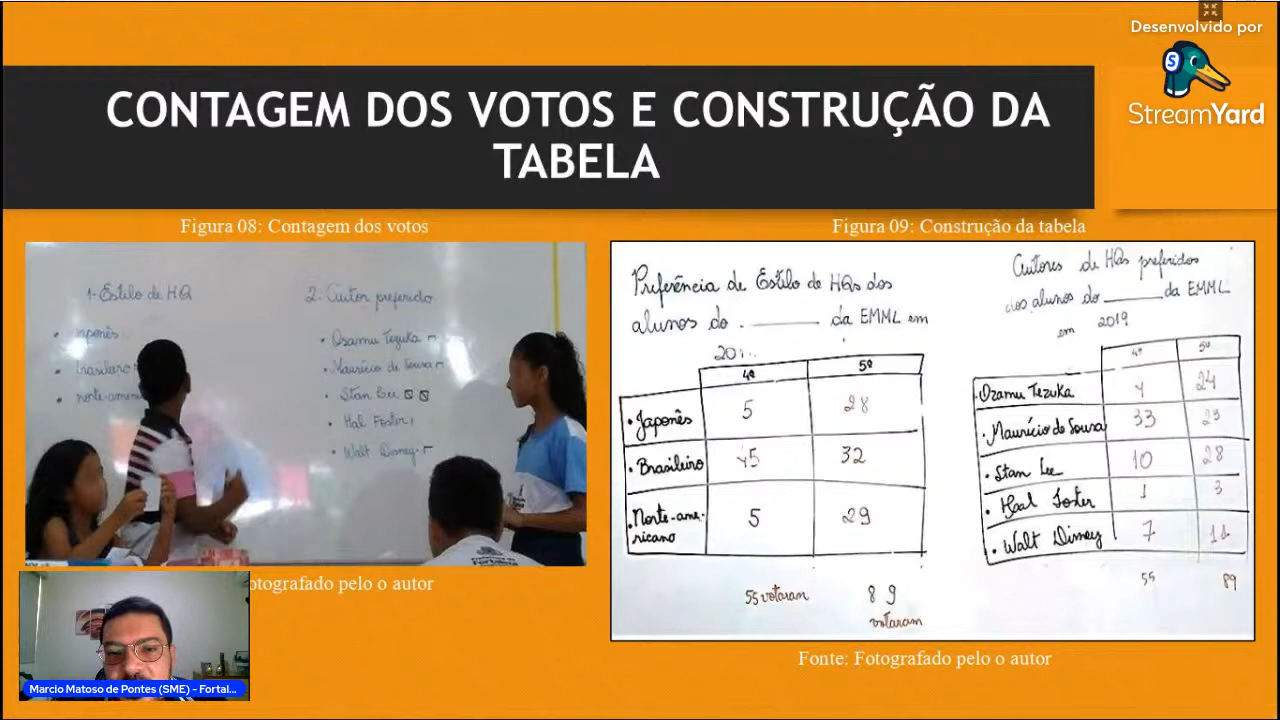 Desenvolvido por
StreamYard
CONTAGEM DOS VOTOS E CONSTRUÇÃO DA
TABELA
Figura 08: Contagem dos votos
1- Estilo de HQ
japonês
brasileiro
norte-ameri
2- Autor preferido
• Osamu Tezuka
• Maurício de Sousa
• Stan Lee
• Hal Foster
• Walt Disney
otografado pelo o autor
Marcio Matoso de Pontes (SME) - Fortal...
Figura 09: Construção da tabela
Preferência de Estilo de HQs dos
alunos do ______ da EMML em
201
4º 5º
• Japonês 5 28
• Brasileiro 45 32
• Norte-ame-
ricano 5 29
55 votaram 89
votaram
Autores de HQs preferidos
dos alunos do ______ da EMML
em 2019
4º 5º
• Ozamu Tezuka 4 24
• Maurício de Sousa 33 23
• Stan Lee 10 28
• Hal Foster 1 3
• Walt Disney 7 11
55 89
Fonte: Fotografado pelo o autor